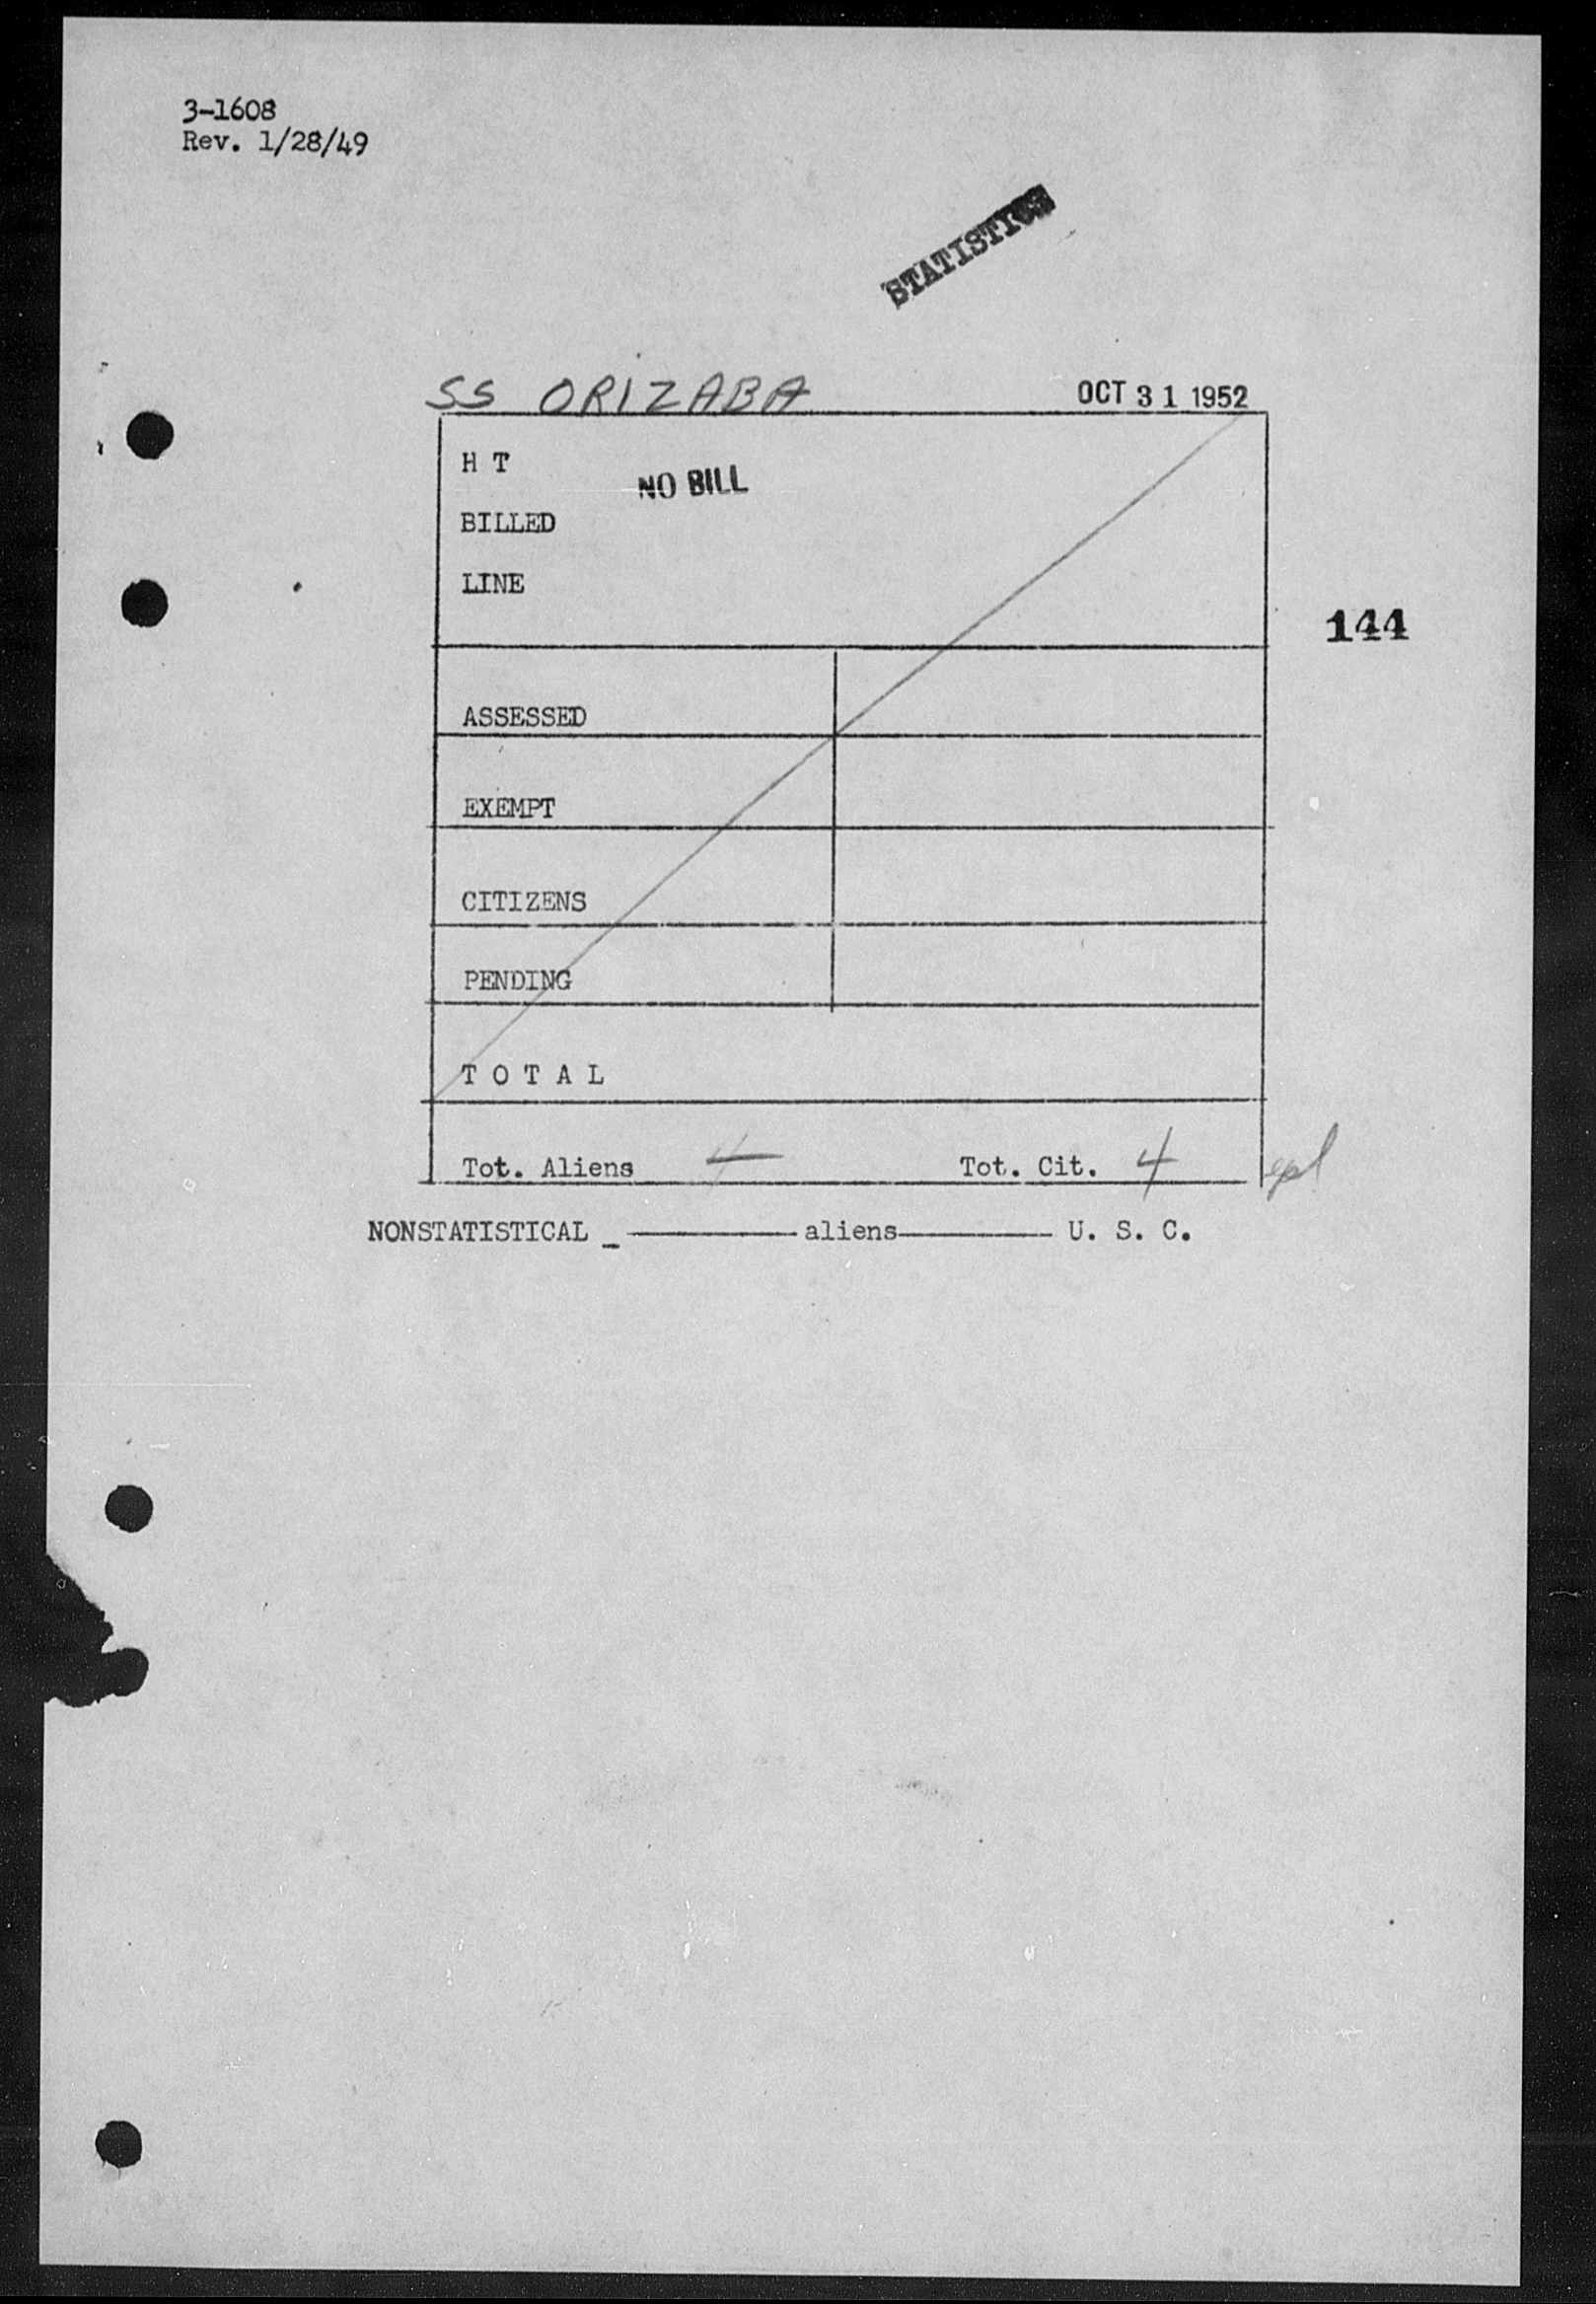 3-1608
Rev. 1/28/49
STATISTICS
SS ORIZABA OCT 31 1952
H T
NO BILL
BILLED
LINE
144
ASSESSED
EXEMPT
CITIZENS
PENDING
T O T A L
Tot. Aliens Tot. Cit. 4
NONSTATISTICAL _ aliens U. S. C.